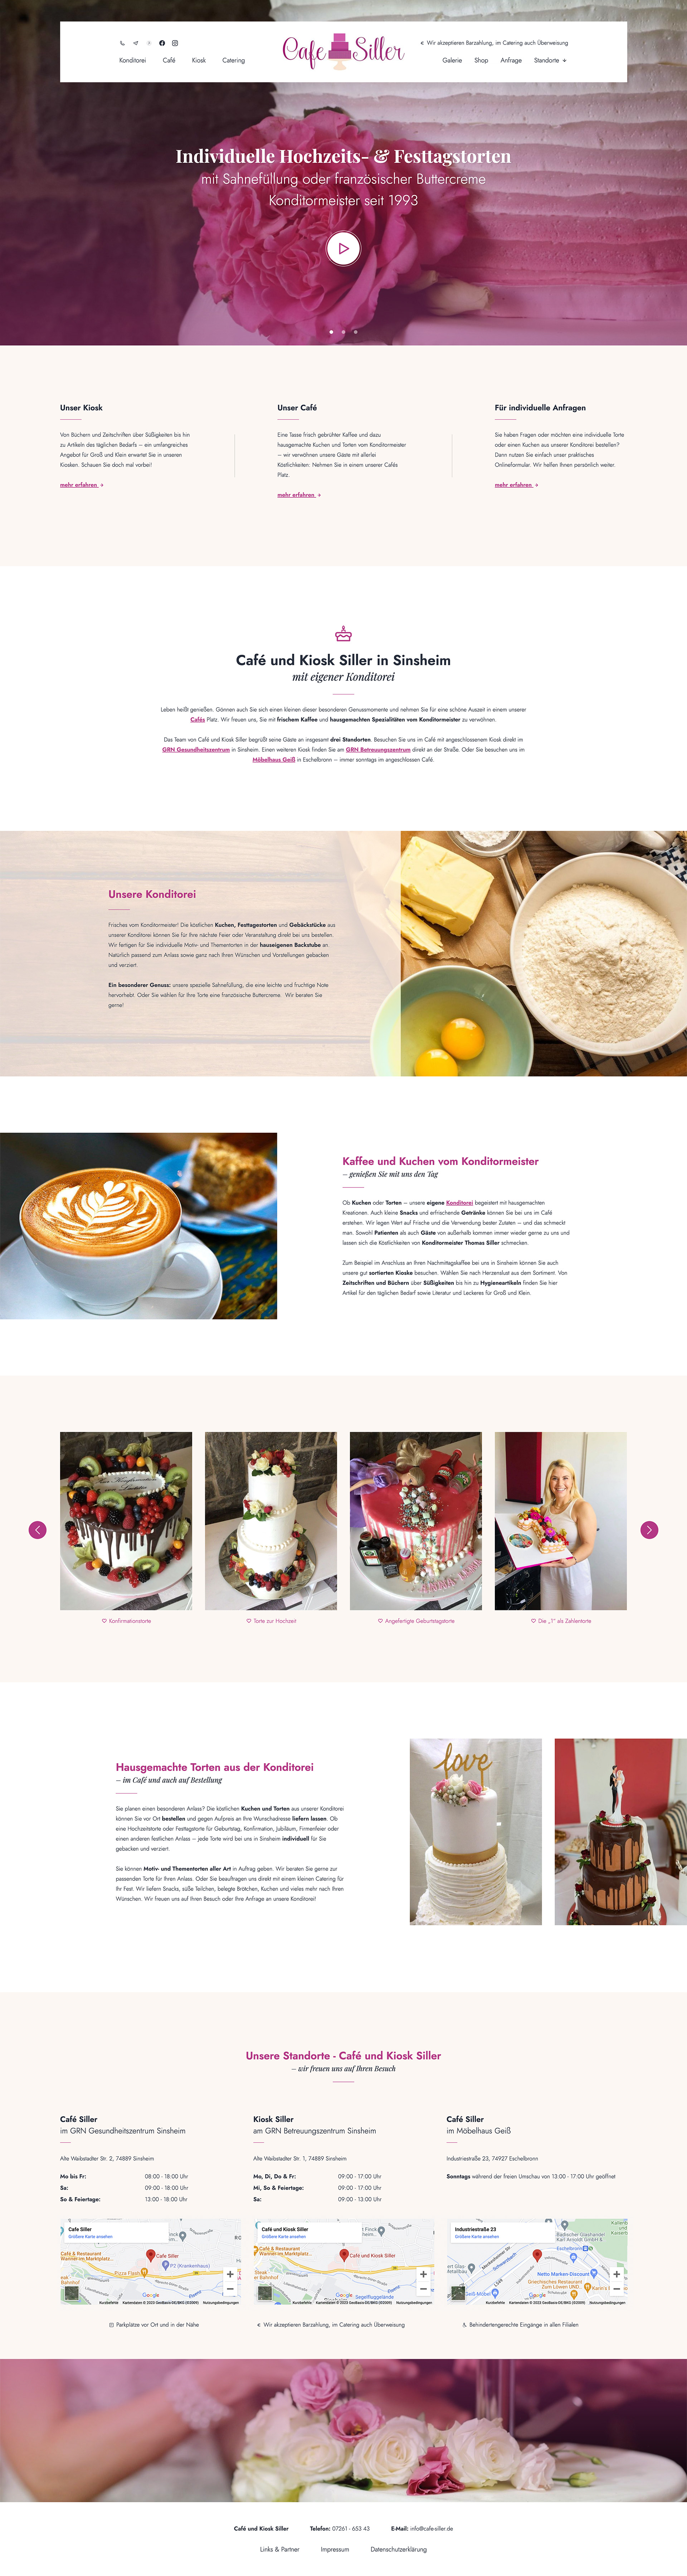 Wir akzeptieren Barzahlung, im Catering auch Überweisung
Cafe Siller
Konditorei Café Kiosk Catering
Galerie Shop Anfrage Standorte
Individuelle Hochzeits- & Festtagstorten
mit Sahnefüllung oder französischer Buttercreme
Konditormeister seit 1993
Unser Kiosk
Von Büchern und Zeitschriften über Süßigkeiten bis hin
zu Artikeln des täglichen Bedarfs – ein umfangreiches
Angebot für Groß und Klein erwartet Sie in unseren
Kiosken. Schauen Sie doch mal vorbei!
mehr erfahren
Unser Café
Eine Tasse frisch gebrühter Kaffee und dazu
hausgemachte Kuchen und Torten vom Konditormeister
– wir verwöhnen unsere Gäste mit allerlei
Köstlichkeiten. Nehmen Sie in einem unserer Cafés
Platz.
mehr erfahren
Für individuelle Anfragen
Sie haben Fragen oder möchten eine individuelle Torte
oder einen Kuchen aus unserer Konditorei bestellen?
Dann nutzen Sie einfach unser praktisches
Onlineformular. Wir helfen Ihnen persönlich weiter.
mehr erfahren
Café und Kiosk Siller in Sinsheim
mit eigener Konditorei
Leben heißt genießen. Gönnen auch Sie sich einen kleinen dieser besonderen Genussmomente und nehmen Sie für eine schöne Auszeit in einem unserer
Cafés Platz. Wir freuen uns, Sie mit frischem Kaffee und hausgemachten Spezialitäten vom Konditormeister zu verwöhnen.
Das Team von Café und Kiosk Siller begrüßt seine Gäste an insgesamt drei Standorten. Besuchen Sie uns im Café mit angeschlossenem Kiosk direkt im
GRN Gesundheitszentrum in Sinsheim. Einen weiteren Kiosk finden Sie am GRN Betreuungszentrum direkt an der Straße. Oder Sie besuchen uns im
Möbelhaus Geiß in Eschelbronn – immer sonntags im angeschlossenen Café.
Unsere Konditorei
Frisches vom Konditormeister! Die köstlichen Kuchen, Festtagestorten und Gebäckstücke aus
unserer Konditorei können Sie für Ihre nächste Feier oder Veranstaltung direkt bei uns bestellen.
Wir fertigen für Sie individuelle Motiv- und Thementorten in der hauseigenen Backstube an.
Natürlich passend zum Anlass sowie ganz nach Ihren Wünschen und Vorstellungen gebacken
und verziert.
Ein besonderer Genuss: unsere spezielle Sahnefüllung, die eine leichte und fruchtige Note
hervorhebt. Oder Sie wählen für Ihre Torte eine französische Buttercreme. Wir beraten Sie
gerne!
Kaffee und Kuchen vom Konditormeister
– genießen Sie mit uns den Tag
Ob Kuchen oder Torten – unsere eigene Konditorei begeistert mit hausgemachten
Kreationen. Auch kleine Snacks und erfrischende Getränke können Sie bei uns im Café
erstehen. Wir legen Wert auf Frische und die Verwendung bester Zutaten – und das schmeckt
man. Sowohl Patienten als auch Gäste von außerhalb kommen immer wieder gerne zu uns und
lassen sich die Köstlichkeiten von Konditormeister Thomas Siller schmecken.
Zum Beispiel im Anschluss an Ihren Nachmittagskaffee bei uns in Sinsheim können Sie auch
unsere gut sortierten Kioske besuchen. Wählen Sie nach Herzenslust aus dem Sortiment. Von
Zeitschriften und Büchern über Süßigkeiten bis hin zu Hygieneartikeln finden Sie hier
Artikel für den täglichen Bedarf sowie Literatur und Leckeres für Groß und Klein.
Konfirmationstorte
Torte zur Hochzeit
Angefertigte Geburtstagstorte
Die „1“ als Zahlentorte
Hausgemachte Torten aus der Konditorei
– im Café und auch auf Bestellung
Sie planen einen besonderen Anlass? Die köstlichen Kuchen und Torten aus unserer Konditorei
können Sie vor Ort bestellen und gegen Aufpreis an Ihre Wunschadresse liefern lassen. Ob
eine Hochzeitstorte oder Festtagstorte für Geburtstag, Konfirmation, Jubiläum, Firmenfeier oder
einen anderen festlichen Anlass – jede Torte wird bei uns in Sinsheim individuell für Sie
gebacken und verziert.
Sie können Motiv- und Thementorten aller Art in Auftrag geben. Wir beraten Sie gerne zur
passenden Torte für Ihren Anlass. Oder Sie beauftragen uns direkt mit einem kleinen Catering für
Ihr Fest. Wir liefern Snacks, süße Teilchen, belegte Brötchen, Kuchen und vieles mehr nach Ihren
Wünschen. Wir freuen uns auf Ihren Besuch oder Ihre Anfrage an unsere Konditorei!
love
Unsere Standorte - Café und Kiosk Siller
– wir freuen uns auf Ihren Besuch
Café Siller
im GRN Gesundheitszentrum Sinsheim
Alte Waibstadter Str. 2, 74889 Sinsheim
Mo bis Fr: 08:00 - 18:00 Uhr
Sa: 09:00 - 18:00 Uhr
So & Feiertage: 13:00 - 18:00 Uhr
Cafe Siller
Größere Karte ansehen
Kiosk Siller
am GRN Betreuungszentrum Sinsheim
Alte Waibstadter Str. 1, 74889 Sinsheim
Mo, Di, Do & Fr: 09:00 - 17:00 Uhr
Mi, So & Feiertage: 09:00 - 17:00 Uhr
Sa: 09:00 - 13:00 Uhr
Café und Kiosk Siller
Größere Karte ansehen
Café Siller
im Möbelhaus Geiß
Industriestraße 23, 74927 Eschelbronn
Sonntags während der freien Umschau von 13:00 - 17:00 Uhr geöffnet
Industriestraße 23
Größere Karte ansehen
Parkplätze vor Ort und in der Nähe
Wir akzeptieren Barzahlung, im Catering auch Überweisung
Behindertengerechte Eingänge in allen Filialen
Café und Kiosk Siller Telefon: 07261 - 653 43 E-Mail: info@cafe-siller.de
Links & Partner Impressum Datenschutzerklärung